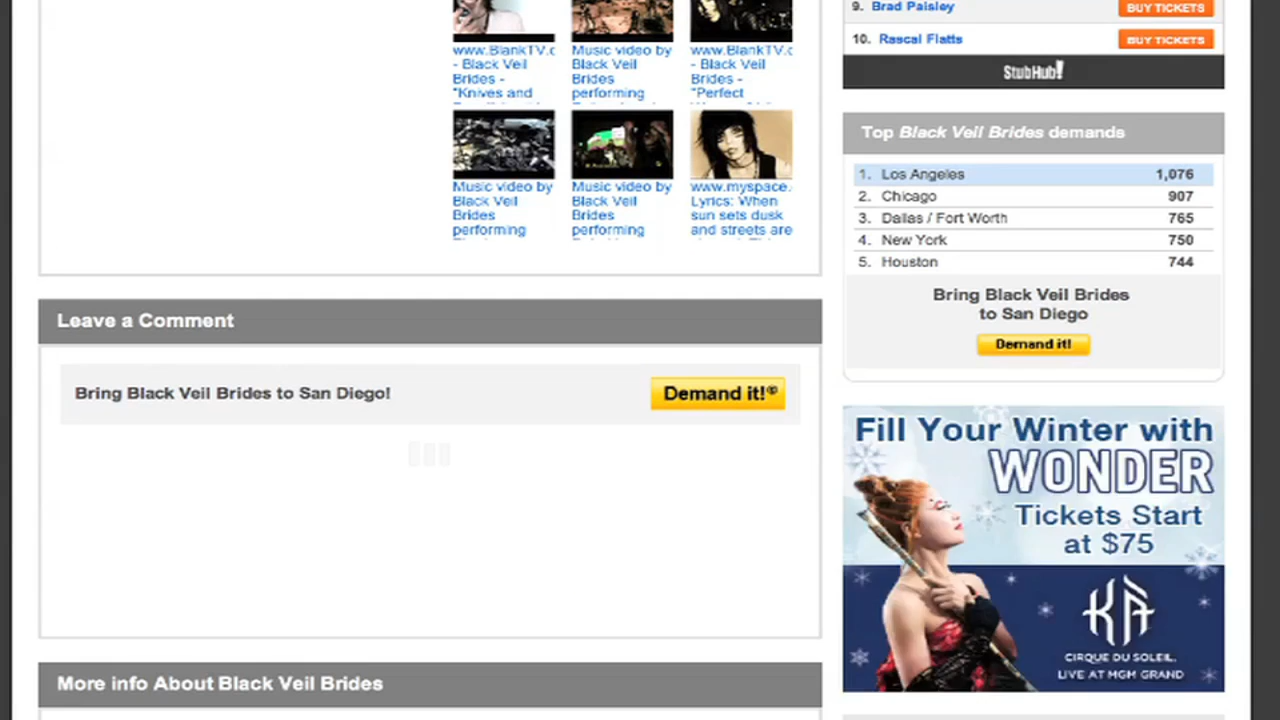 www.BlankTV.c
- Black Veil
Brides -
"Knives and
Music video by
Black Veil
Brides
performing
www.BlankTV.c
- Black Veil
Brides -
"Perfect
Music video by
Black Veil
Brides
performing
Music video by
Black Veil
Brides
performing
www.myspace.
Lyrics: When
sun sets dusk
and streets are
Leave a Comment
Bring Black Veil Brides to San Diego!
Demand it!®
More info About Black Veil Brides
9. Brad Paisley BUY TICKETS
10. Rascal Flatts BUY TICKETS
StubHub!
Top Black Veil Brides demands
1. Los Angeles 1,076
2. Chicago 907
3. Dallas / Fort Worth 765
4. New York 750
5. Houston 744
Bring Black Veil Brides
to San Diego
Demand it!
Fill Your Winter with
WONDER
Tickets Start
at $75
KÀ
CIRQUE DU SOLEIL.
LIVE AT MGM GRAND